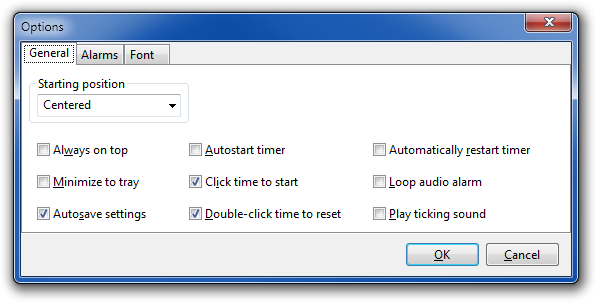 Options
General Alarms Font
Starting position
Centered
Always on top Autostart timer Automatically restart timer
Minimize to tray Click time to start Loop audio alarm
Autosave settings Double-click time to reset Play ticking sound
OK Cancel